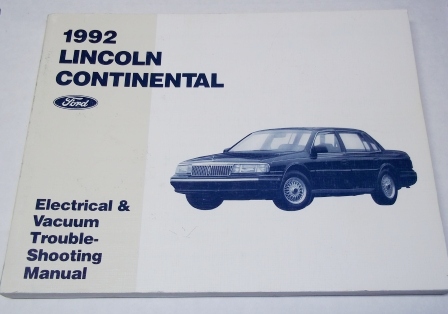 1992
LINCOLN
CONTINENTAL
Ford
Electrical &
Vacuum
Trouble-
Shooting
Manual